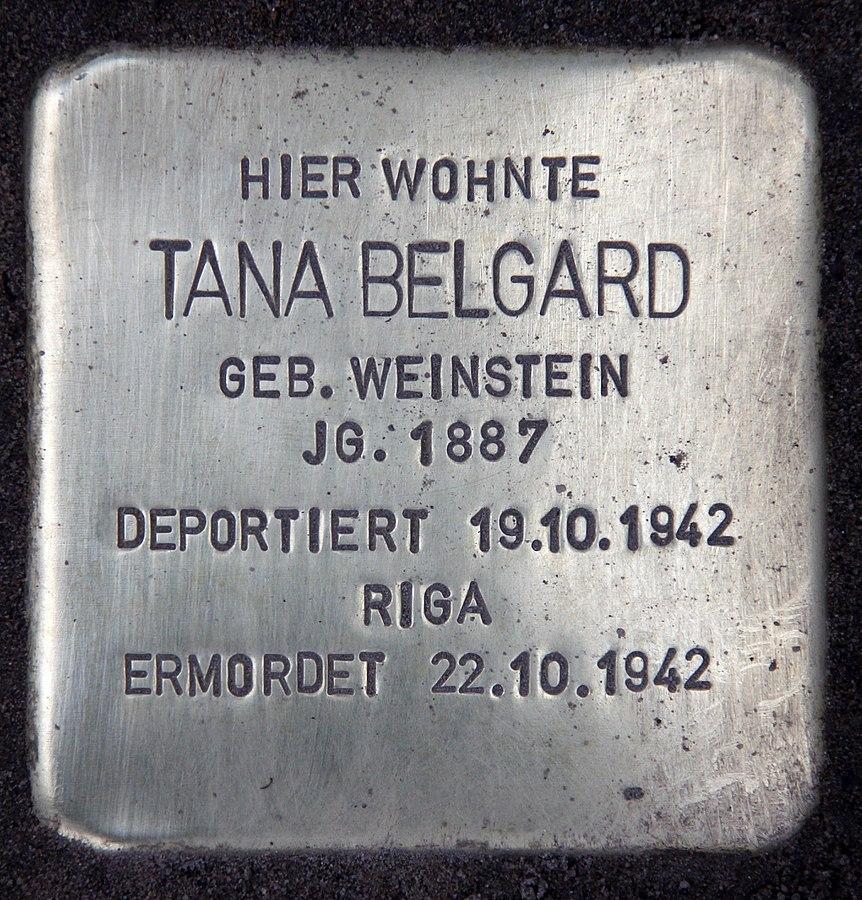 HIER WOHNTE
TANA BELGARD
GEB. WEINSTEIN
JG. 1887
DEPORTIERT 19.10.1942
RIGA
ERMORDET 22.10.1942